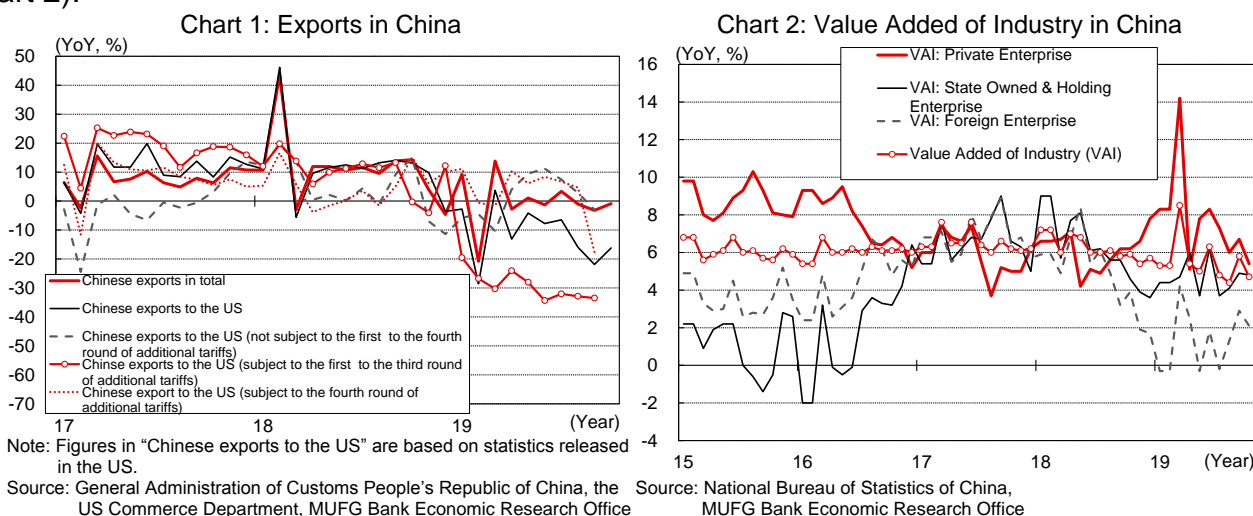 art 2).
Chart 1: Exports in China
(YoY, %)
50
40
30
20
10
0
-10
-20
-30
-40
-50
-60
-70
Chinese exports in total
Chinese exports to the US
Chinese exports to the US (not subject to the first to the fourth
round of additional tariffs)
Chinse exports to the US (subject to the first to the third round
of additional tariffs)
Chinese export to the US (subject to the fourth round of
additional tariffs)
17
18
19
(Year)
Note: Figures in “Chinese exports to the US” are based on statistics released
in the US.
Source: General Administration of Customs People’s Republic of China, the
US Commerce Department, MUFG Bank Economic Research Office
Chart 2: Value Added of Industry in China
(YoY, %)
16
14
12
10
8
6
4
2
0
-2
-4
VAI: Private Enterprise
VAI: State Owned & Holding
Enterprise
VAI: Foreign Enterprise
Value Added of Industry (VAI)
15
16
17
18
19
(Year)
Source: National Bureau of Statistics of China,
MUFG Bank Economic Research Office